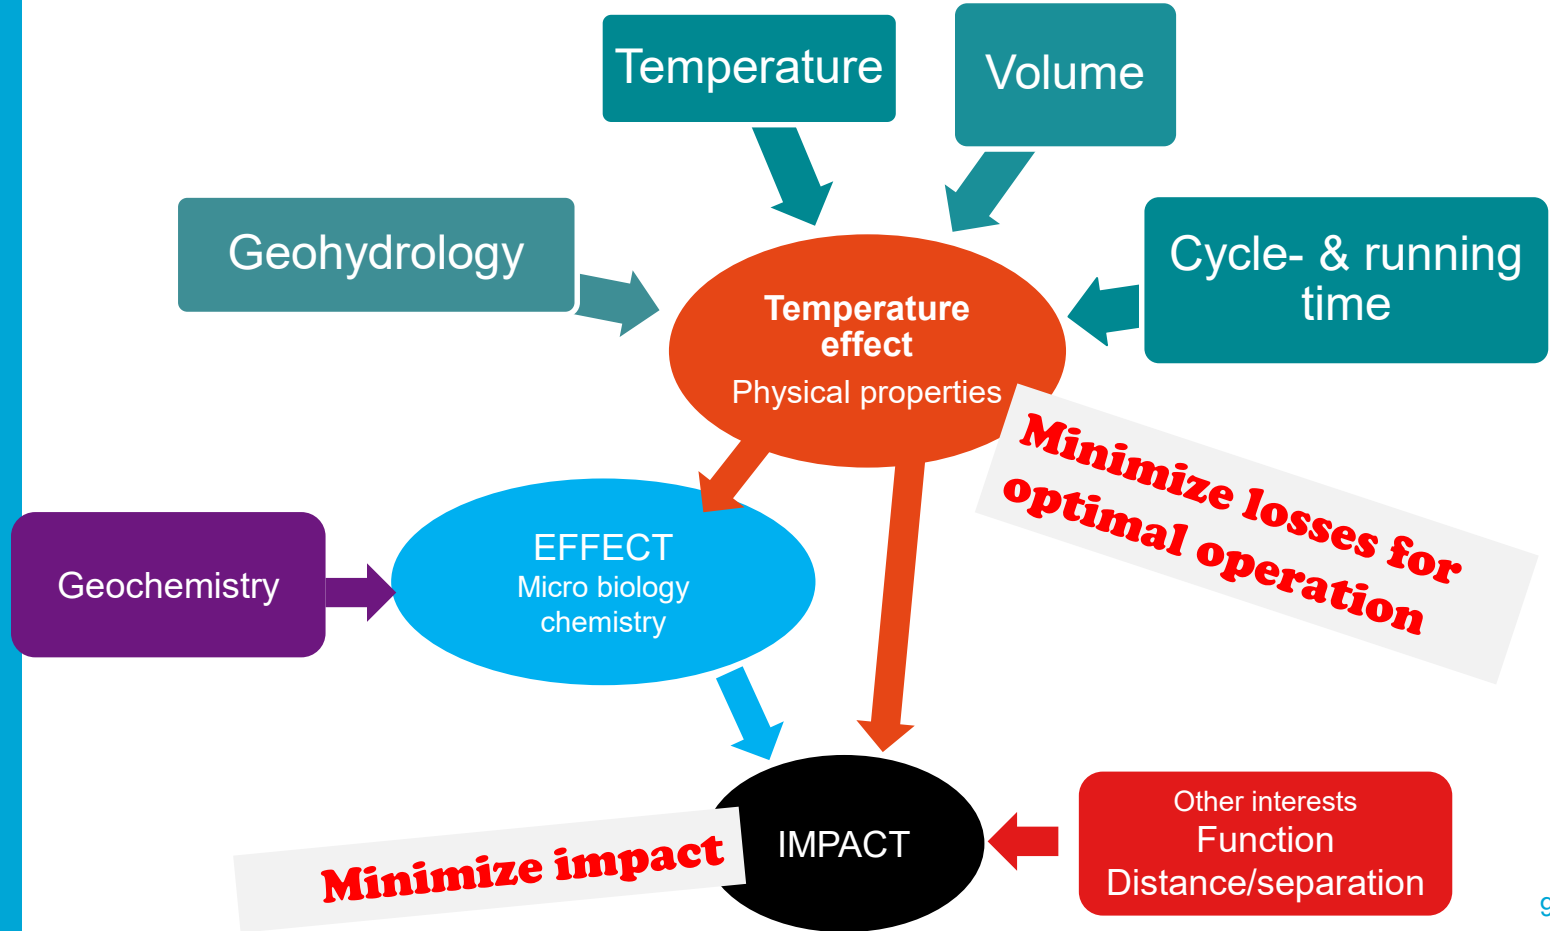 Temperature
Volume
Geohydrology
Cycle- & running
time
Temperature
effect
Physical properties
Minimize losses for
optimal operation
EFFECT
Micro biology
chemistry
Geochemistry
IMPACT
Minimize impact
Other interests
Function
Distance/separation
9